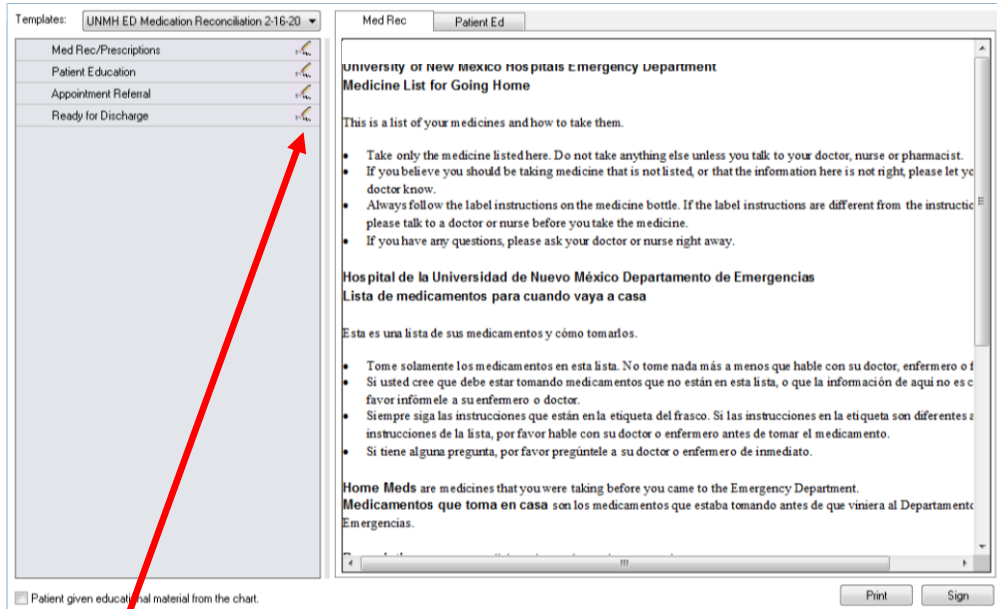 Templates: UNMH ED Medication Reconciliation 2-16-20
Med Rec/Prescriptions
Patient Education
Appointment Referral
Ready for Discharge
Med Rec Patient Ed
University of New Mexico Hospitals Emergency Department
Medicine List for Going Home
This is a list of your medicines and how to take them.
• Take only the medicine listed here. Do not take anything else unless you talk to your doctor, nurse or pharmacist.
• If you believe you should be taking medicine that is not listed, or that the information here is not right, please let
doctor know.
• Always follow the label instructions on the medicine bottle. If the label instructions are different from the
please talk to a doctor or nurse before you take the medicine.
• If you have any questions, please ask your doctor or nurse right away.
Hospital de la Universidad de Nuevo México Departamento de Emergencias
Lista de medicamentos para cuando vaya a casa
Esta es una lista de sus medicamentos y cómo tomarlos.
• Tome solamente los medicamentos en esta lista. No tome nada más a menos que hable con su doctor, enfermero o
• Si usted cree que debe estar tomando medicamentos que no están en esta lista, o que la información de aqui no es
favor infórmele a su enfermero o doctor.
• Siempre siga las instrucciones que están en la etiqueta del frasco. Si las instrucciones en la etiqueta son diferentes
instrucciones de la lista, por favor hable con su doctor o enfermero antes de tomar el medicamento.
• Si tiene alguna pregunta, por favor pregúntele a su doctor o enfermero de inmediato.
Home Meds are medicines that you were taking before you came to the Emergency Department.
Medicamentos que toma en casa son los medicamentos que estaba tomando antes de que viniera al Departamento
Emergencias.
Patient given educational material from the chart.
Print Sign